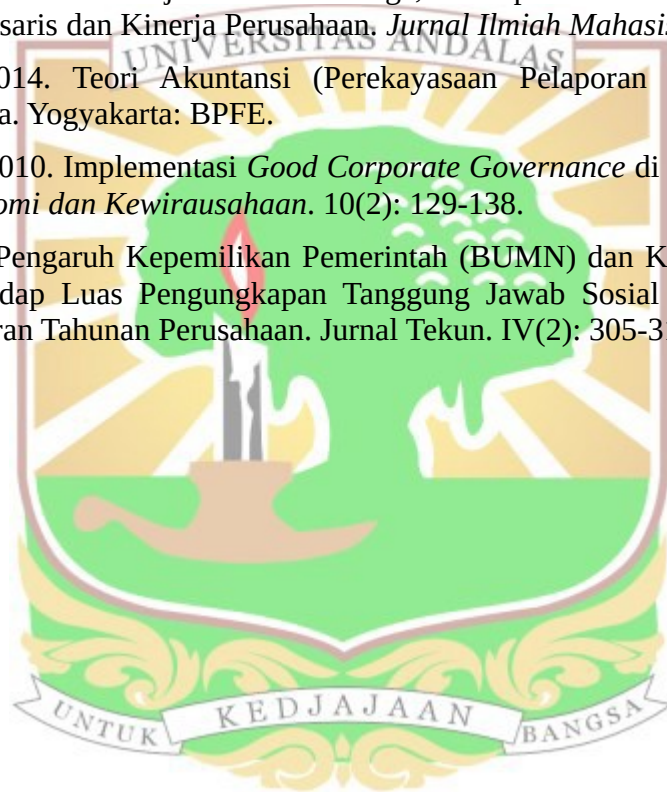 saris dan Kinerja Perusahaan. Jurnal Ilmiah Mahasi
UNIVERSITAS ANDALAS
014. Teori Akuntansi (Perekayasaan Pelaporan
a. Yogyakarta: BPFE.
010. Implementasi Good Corporate Governance di
omi dan Kewirausahaan. 10(2): 129-138.
Pengaruh Kepemilikan Pemerintah (BUMN) dan K
dap Luas Pengungkapan Tanggung Jawab Sosial
ran Tahunan Perusahaan. Jurnal Tekun. IV(2): 305-3
UNTUK KEDJAJAAN BANGSA